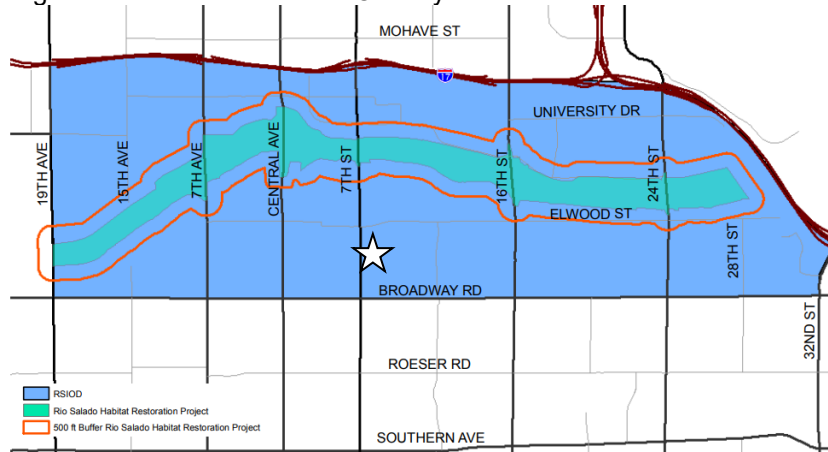 MOHAVE ST
17
UNIVERSITY DR
19TH AVE
15TH AVE
7TH AVE
CENTRAL AVE
7TH ST
16TH ST
24TH ST
ELWOOD ST
28TH ST
BROADWAY RD
32ND ST
ROESER RD
RSIOD
Rio Salado Habitat Restoration Project
500 ft Buffer Rio Salado Habitat Restoration Project
SOUTHERN AVE